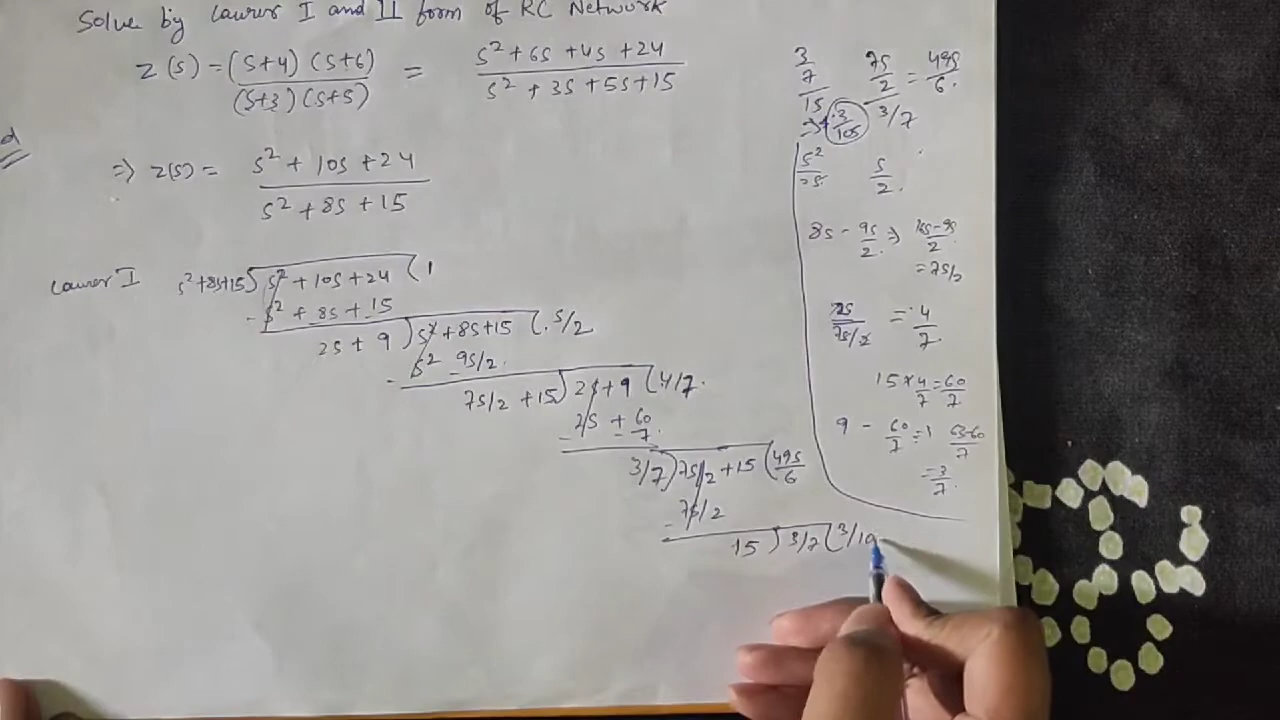 Solve by Caurer I and II form of RC Network
Z(s) = (s+4) (s+6) / (s+3) (s+5) = s² + 6s + 4s + 24 / s² + 3s + 5s + 15
=> Z(s) = s² + 10s + 24 / s² + 8s + 15
Caurer I s²+8s+15) s² + 10s + 24 ( 1
- s² + 8s + 15
2s + 9 ) s² + 8s + 15 ( s/2
- s² - 9s/2
7s/2 + 15) 2s + 9 ( 4/7
- 2s + 60/7
3/7) 7s/2 + 15 ( 49s/6
- 7s/2
15 ) 3/7 ( 3/10
3/7/15
=> 3/105
7s/2 / 3/7 = 49s/6
s²/2s s/2
8s - 9s/2 => 16s-9s/2
= 7s/2
2s / 7s/2 = 4/7
15 × 4/7 = 60/7
9 - 60/7 = 63-60/7
= 3/7